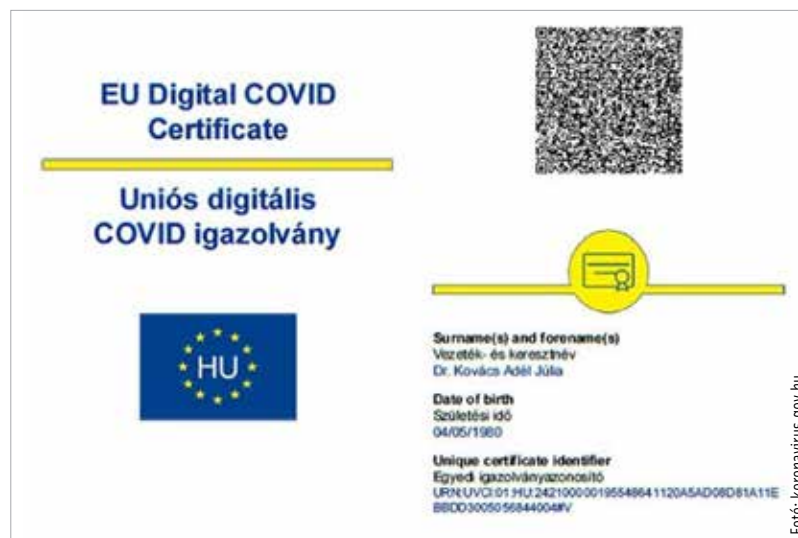 EU Digital COVID
Certificate
Uniós digitális
COVID igazolvány
HU
Surname(s) and forename(s)
Vezeték- és keresztnév
Dr. Kovács Adél Júlia
Date of birth
Születési idő
04/05/1980
Unique certificate identifier
Egyedi igazolványazonosító
Fotó: koronavirus.gov.hu